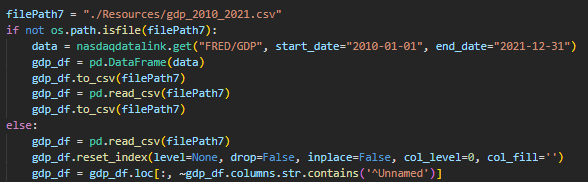 filePath7 = "./Resources/gdp_2010_2021.csv"
if not os.path.isfile(filePath7):
    data = nasdaqdatalink.get("FRED/GDP", start_date="2010-01-01", end_date="2021-12-31")
    gdp_df = pd.DataFrame(data)
    gdp_df.to_csv(filePath7)
    gdp_df = pd.read_csv(filePath7)
    gdp_df.to_csv(filePath7)
else:
    gdp_df = pd.read_csv(filePath7)
    gdp_df.reset_index(level=None, drop=False, inplace=False, col_level=0, col_fill='')
    gdp_df = gdp_df.loc[:, ~gdp_df.columns.str.contains('^Unnamed')]